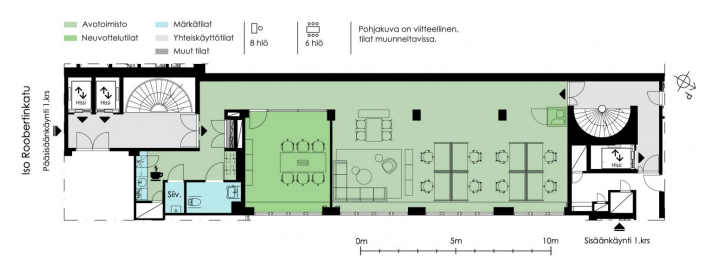 Avotoimisto
Märkätilat
Neuvottelutilat
Yhteiskäyttötilat
Muut tilat
8 hlö
6 hlö
Pohjakuva on viitteellinen,
tilat muunneltavissa.
Iso Roobertinkatu
Pääsisäänkäynti 1.krs
Hissi
Hissi
Hissi
Siiv.
P
0m
5m
10m
Sisäänkäynti 1.krs